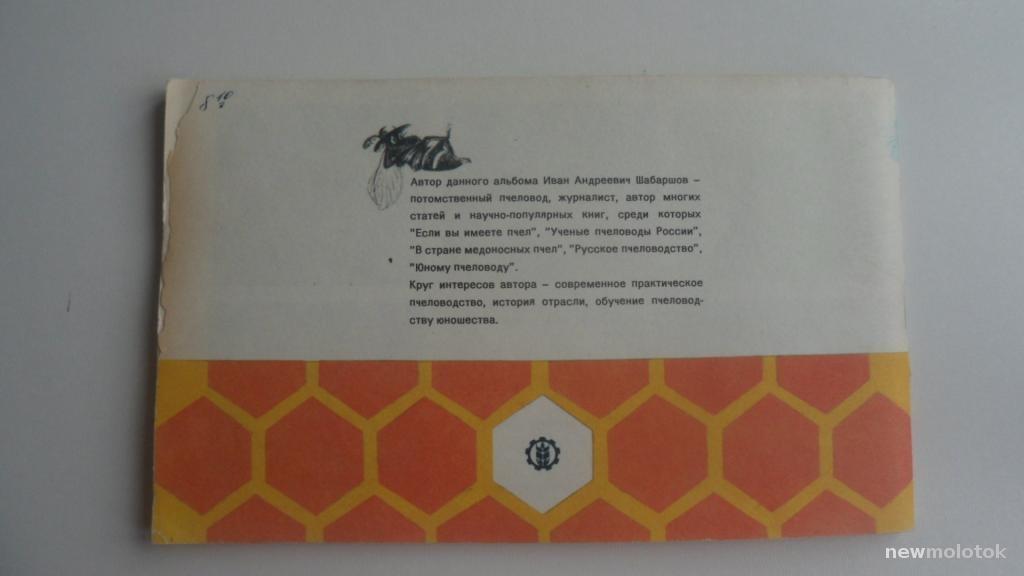 Автор данного альбома Иван Андреевич Шабаршов –
потомственный пчеловод, журналист, автор многих
статей и научно-популярных книг, среди которых
"Если вы имеете пчел", "Ученые пчеловоды России",
"В стране медоносных пчел", "Русское пчеловодство",
"Юному пчеловоду".
Круг интересов автора – современное практическое
пчеловодство, история отрасли, обучение пчеловод-
ству юношества.
newmolotok